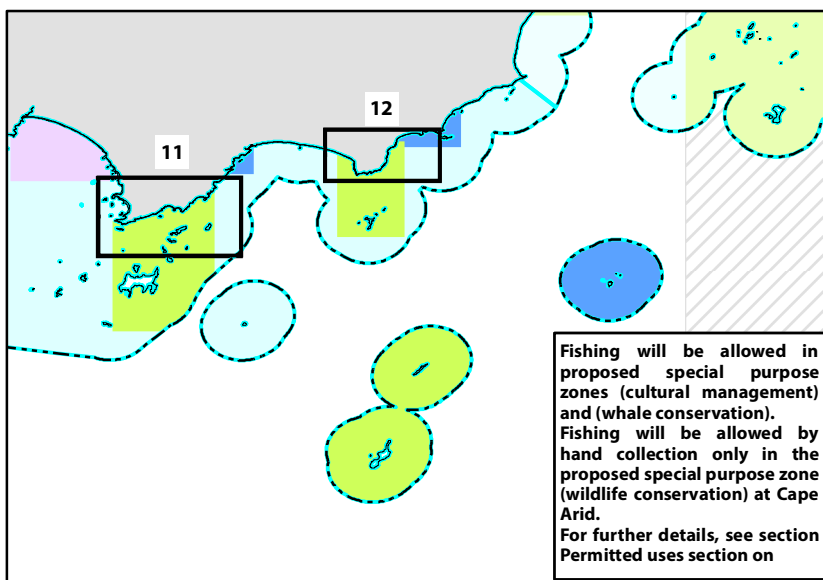 12
11
Fishing will be allowed in
proposed special purpose
zones (cultural management)
and (whale conservation).
Fishing will be allowed by
hand collection only in the
proposed special purpose zone
(wildlife conservation) at Cape
Arid.
For further details, see section
Permitted uses section on